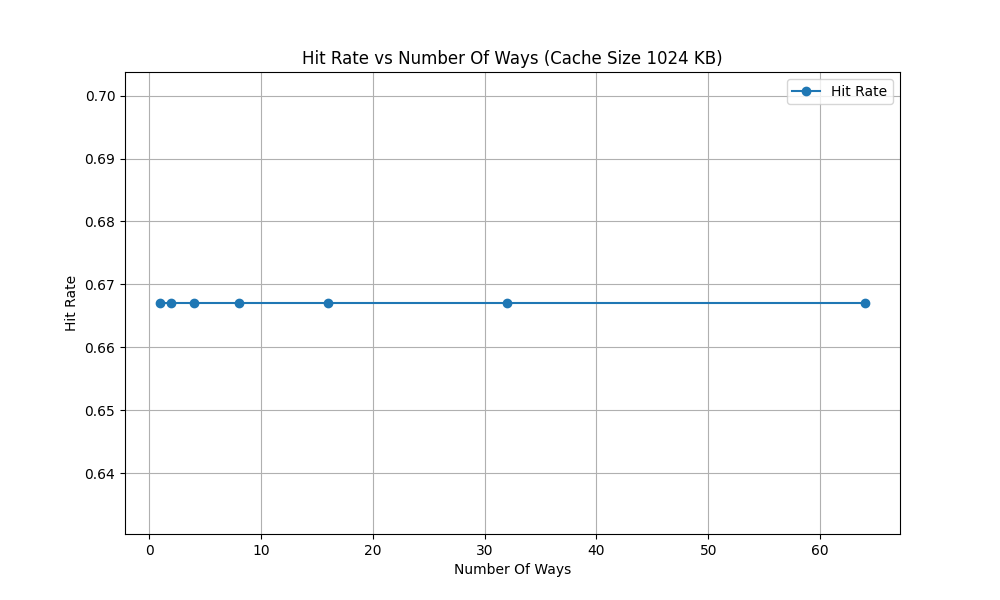 Hit Rate vs Number Of Ways (Cache Size 1024 KB)
Hit Rate
0.70
0.69
0.68
0.67
0.66
0.65
0.64
Hit Rate
0 10 20 30 40 50 60
Number Of Ways